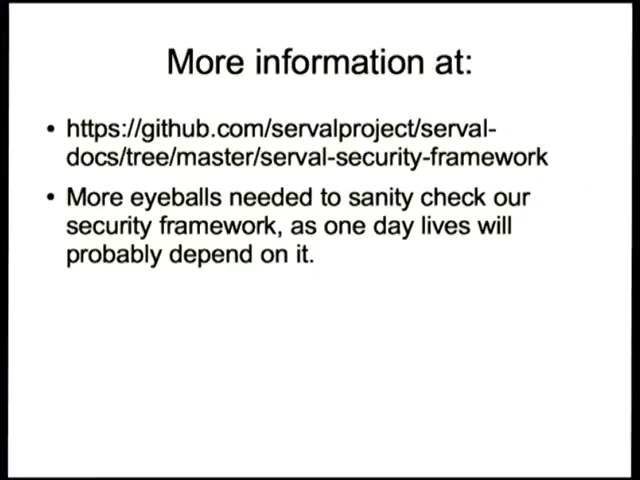 More information at:
• https://github.com/servalproject/serval-
docs/tree/master/serval-security-framework
• More eyeballs needed to sanity check our
security framework, as one day lives will
probably depend on it.